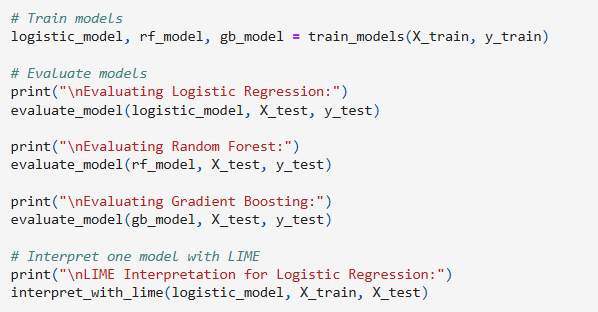 # Train models
logistic_model, rf_model, gb_model = train_models(X_train, y_train)
# Evaluate models
print("\nEvaluating Logistic Regression:")
evaluate_model(logistic_model, X_test, y_test)
print("\nEvaluating Random Forest:")
evaluate_model(rf_model, X_test, y_test)
print("\nEvaluating Gradient Boosting:")
evaluate_model(gb_model, X_test, y_test)
# Interpret one model with LIME
print("\nLIME Interpretation for Logistic Regression:")
interpret_with_lime(logistic_model, X_train, X_test)